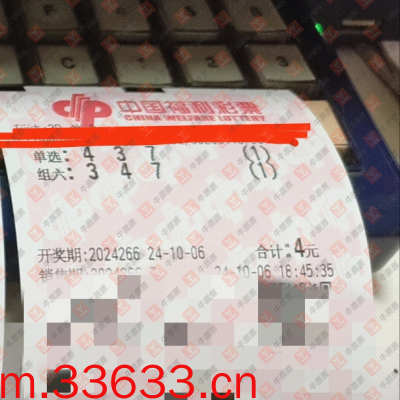 中国福利彩票
CHINA WELFARE LOTTERY
单选: 4 3 7 (1)
组六: 3 4 7 (1)
开奖期:2024266 24-10-06 合计:4元
24-10-06 18:45:35
m.33633.cn